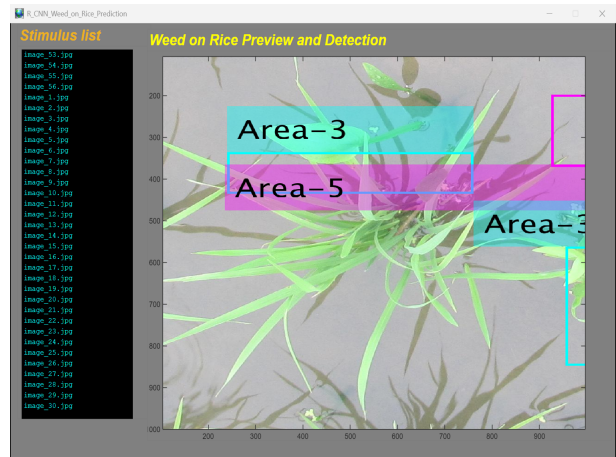 R_CNN_Weed_on_Rice_Prediction
Stimulus list
Weed on Rice Preview and Detection
image_53.jpg
image_54.jpg
image_55.jpg
image_56.jpg
image_1.jpg
image_2.jpg
image_3.jpg
image_4.jpg
image_5.jpg
image_6.jpg
image_7.jpg
image_8.jpg
image_9.jpg
image_10.jpg
image_11.jpg
image_12.jpg
image_13.jpg
image_14.jpg
image_15.jpg
image_16.jpg
image_17.jpg
image_18.jpg
image_19.jpg
image_20.jpg
image_21.jpg
image_22.jpg
image_23.jpg
image_24.jpg
image_25.jpg
image_26.jpg
image_27.jpg
image_28.jpg
image_29.jpg
image_30.jpg
200
300
400
500
600
700
800
900
1000
Area-3
Area-5
Area-3
200 300 400 500 600 700 800 900